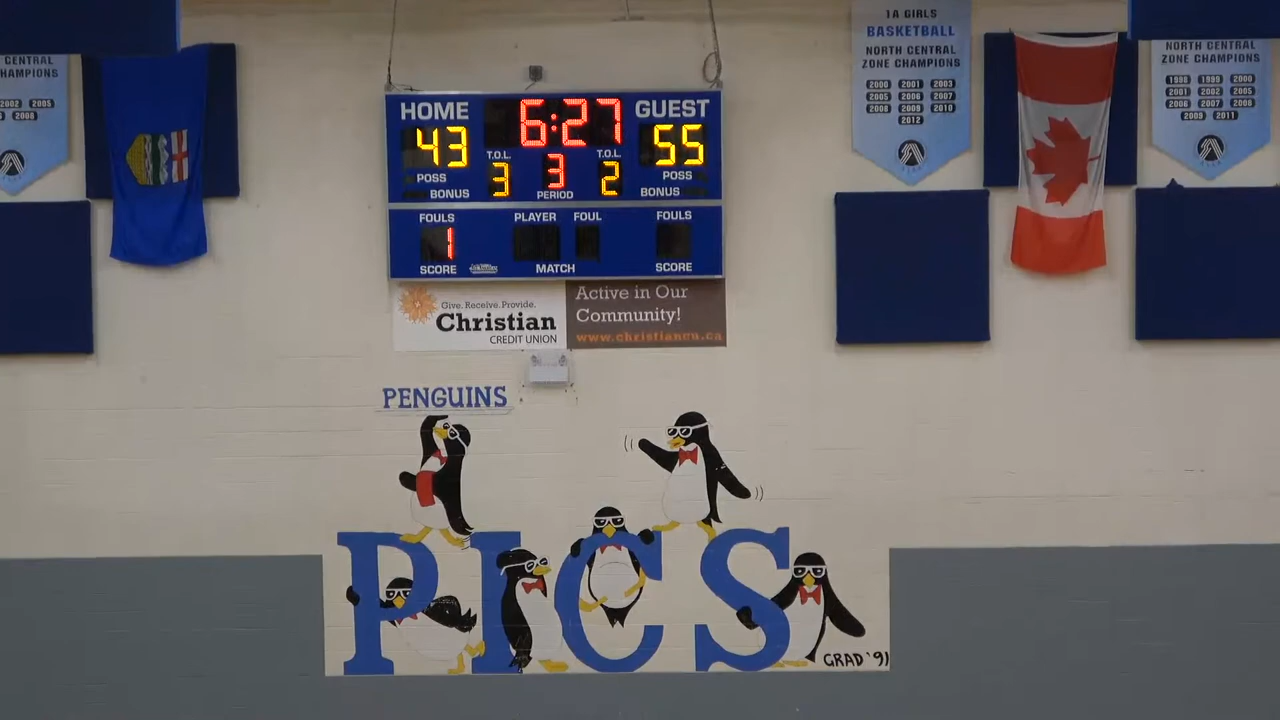 CENTRAL
CHAMPIONS
2002 2005
2008
HOME 6:27 GUEST
43 55
T.O.L. T.O.L.
POSS 3 3 2 POSS
BONUS PERIOD BONUS
FOULS PLAYER FOUL FOULS
1
SCORE MATCH SCORE
Give. Receive. Provide.
Christian
CREDIT UNION
Active in Our
Community!
www.christiancu.ca
1A GIRLS
BASKETBALL
NORTH CENTRAL
ZONE CHAMPIONS
2000 2001 2003
2005 2006 2007
2008 2009 2010
2012
NORTH CENTRAL
ZONE CHAMPIONS
1998 1999 2000
2001 2002 2005
2006 2007 2008
2009 2011
PENGUINS
PICS
GRAD '91